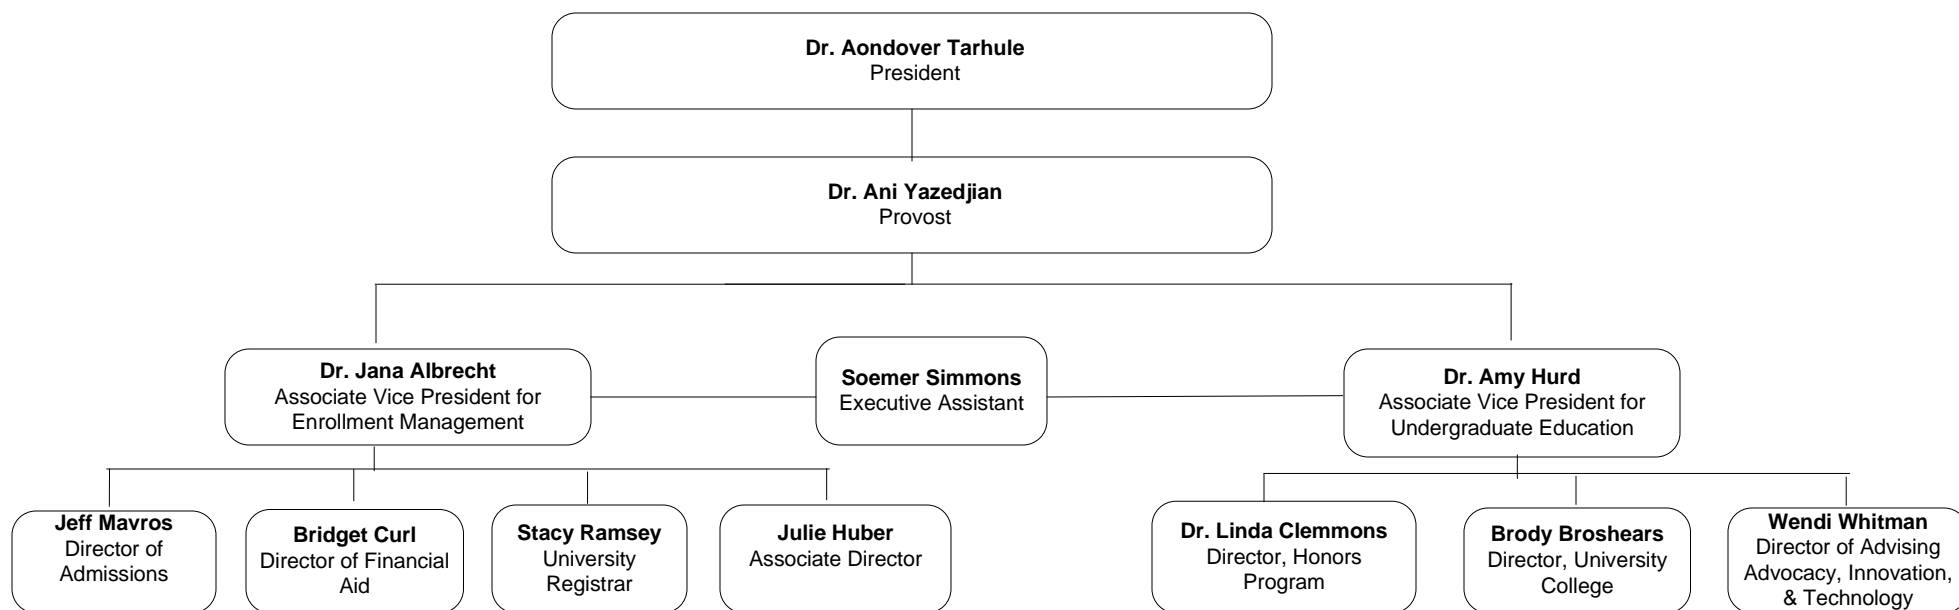 Dr. Aondover Tarhule
President
Dr. Ani Yazedjian
Provost
Dr. Jana Albrecht
Associate Vice President for
Enrollment Management
Soemer Simmons
Executive Assistant
Dr. Amy Hurd
Associate Vice President for
Undergraduate Education
Jeff Mavros
Director of
Admissions
Bridget Curl
Director of Financial
Aid
Stacy Ramsey
University
Registrar
Julie Huber
Associate Director
Dr. Linda Clemmons
Director, Honors
Program
Brody Broshears
Director, University
College
Wendi Whitman
Director of Advising
Advocacy, Innovation,
& Technology